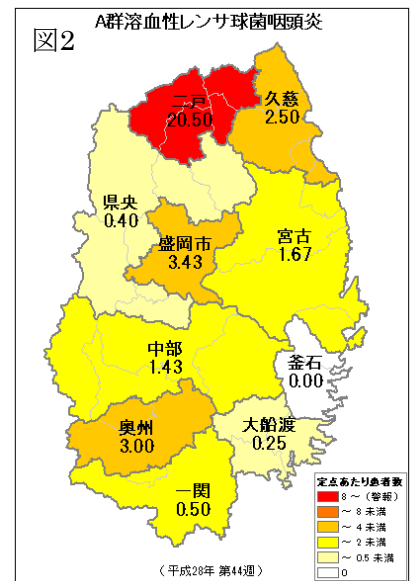 A群溶血性レンサ球菌咽頭炎
図2
二戸
20.50
久慈
2.50
県央
0.40
盛岡市
3.43
宮古
1.67
中部
1.43
釜石
0.00
奥州
3.00
大船渡
0.25
一関
0.50
定点あたり患者数
8～（警報）
～8未満
～4未満
～2未満
～0.5未満
0
（平成28年 第44週）